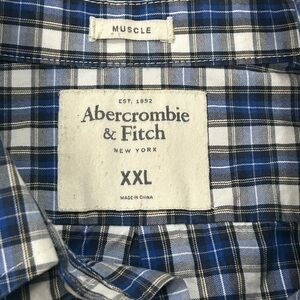 MUSCLE
EST. 1892
Abercrombie
& Fitch
NEW YORK
XXL
MADE IN CHINA